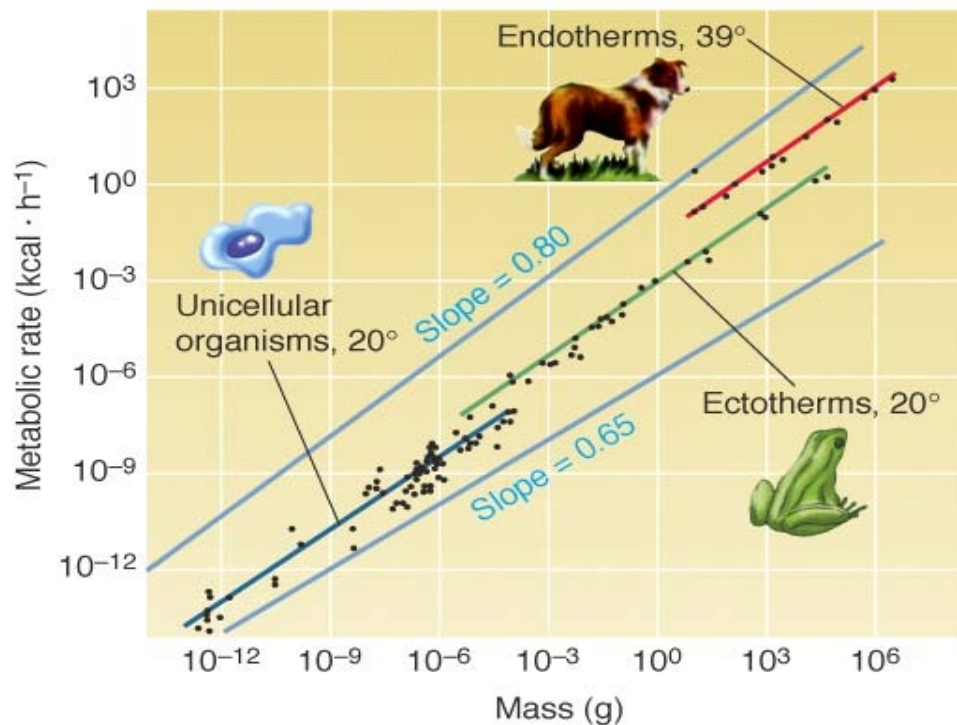 Endotherms, 39°
10³
10⁰
10⁻³
10⁻⁶
10⁻⁹
10⁻¹²
Metabolic rate (kcal · h⁻¹)
Unicellular
organisms, 20°
Slope = 0.80
Ectotherms, 20°
Slope = 0.65
10⁻¹² 10⁻⁹ 10⁻⁶ 10⁻³ 10⁰ 10³ 10⁶
Mass (g)